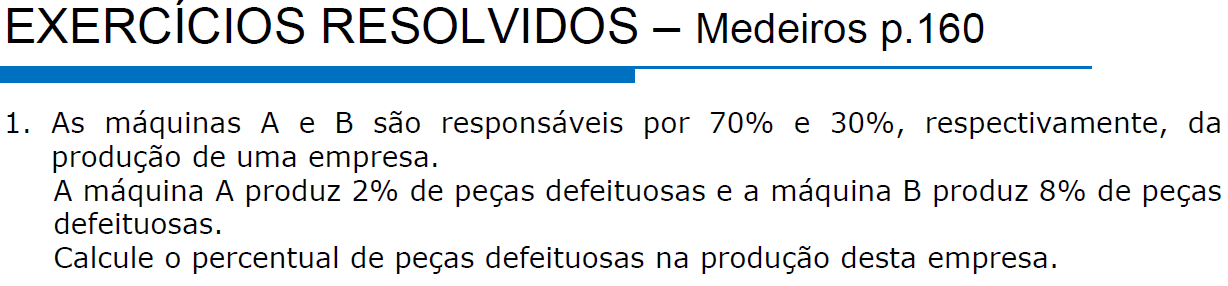 EXERCÍCIOS RESOLVIDOS – Medeiros p.160
1. As máquinas A e B são responsáveis por 70% e 30%, respectivamente, da
produção de uma empresa.
A máquina A produz 2% de peças defeituosas e a máquina B produz 8% de peças
defeituosas.
Calcule o percentual de peças defeituosas na produção desta empresa.